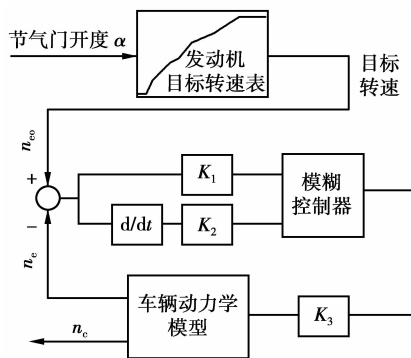 节气门开度 α
发动机
目标转速表
目标
转速
n_eo
+
−
K₁
d/dt
K₂
模糊
控制器
n_e
车辆动力学
模型
K₃
n_c